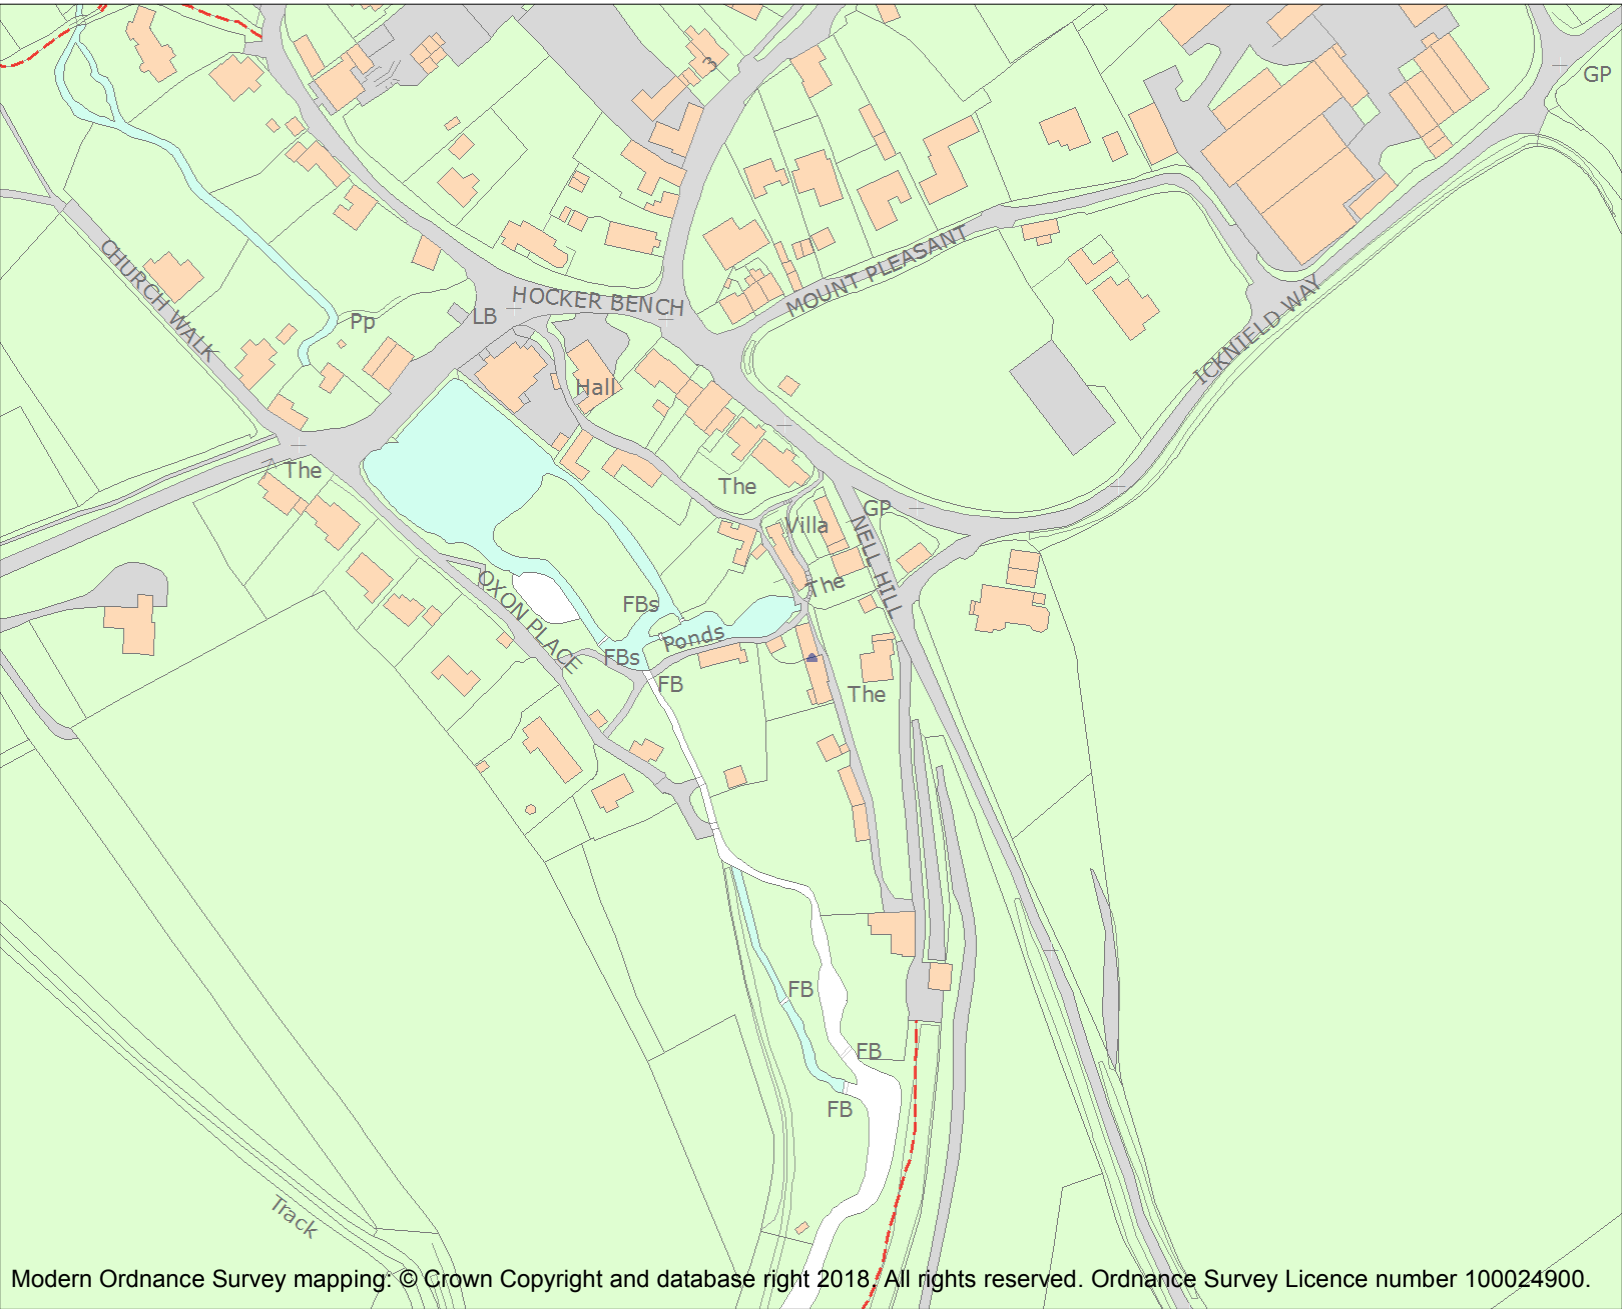 3
GP
CHURCH WALK
HOCKER BENCH
MOUNT PLEASANT
LB
Pp
ICKNIELD WAY
Hall
The
The
GP
Villa
NELL HILL
The
OXON PLACE
FBs
Ponds
FBs
FB
The
FB
FB
FB
Track
Modern Ordnance Survey mapping: © Crown Copyright and database right 2018. All rights reserved. Ordnance Survey Licence number 100024900.